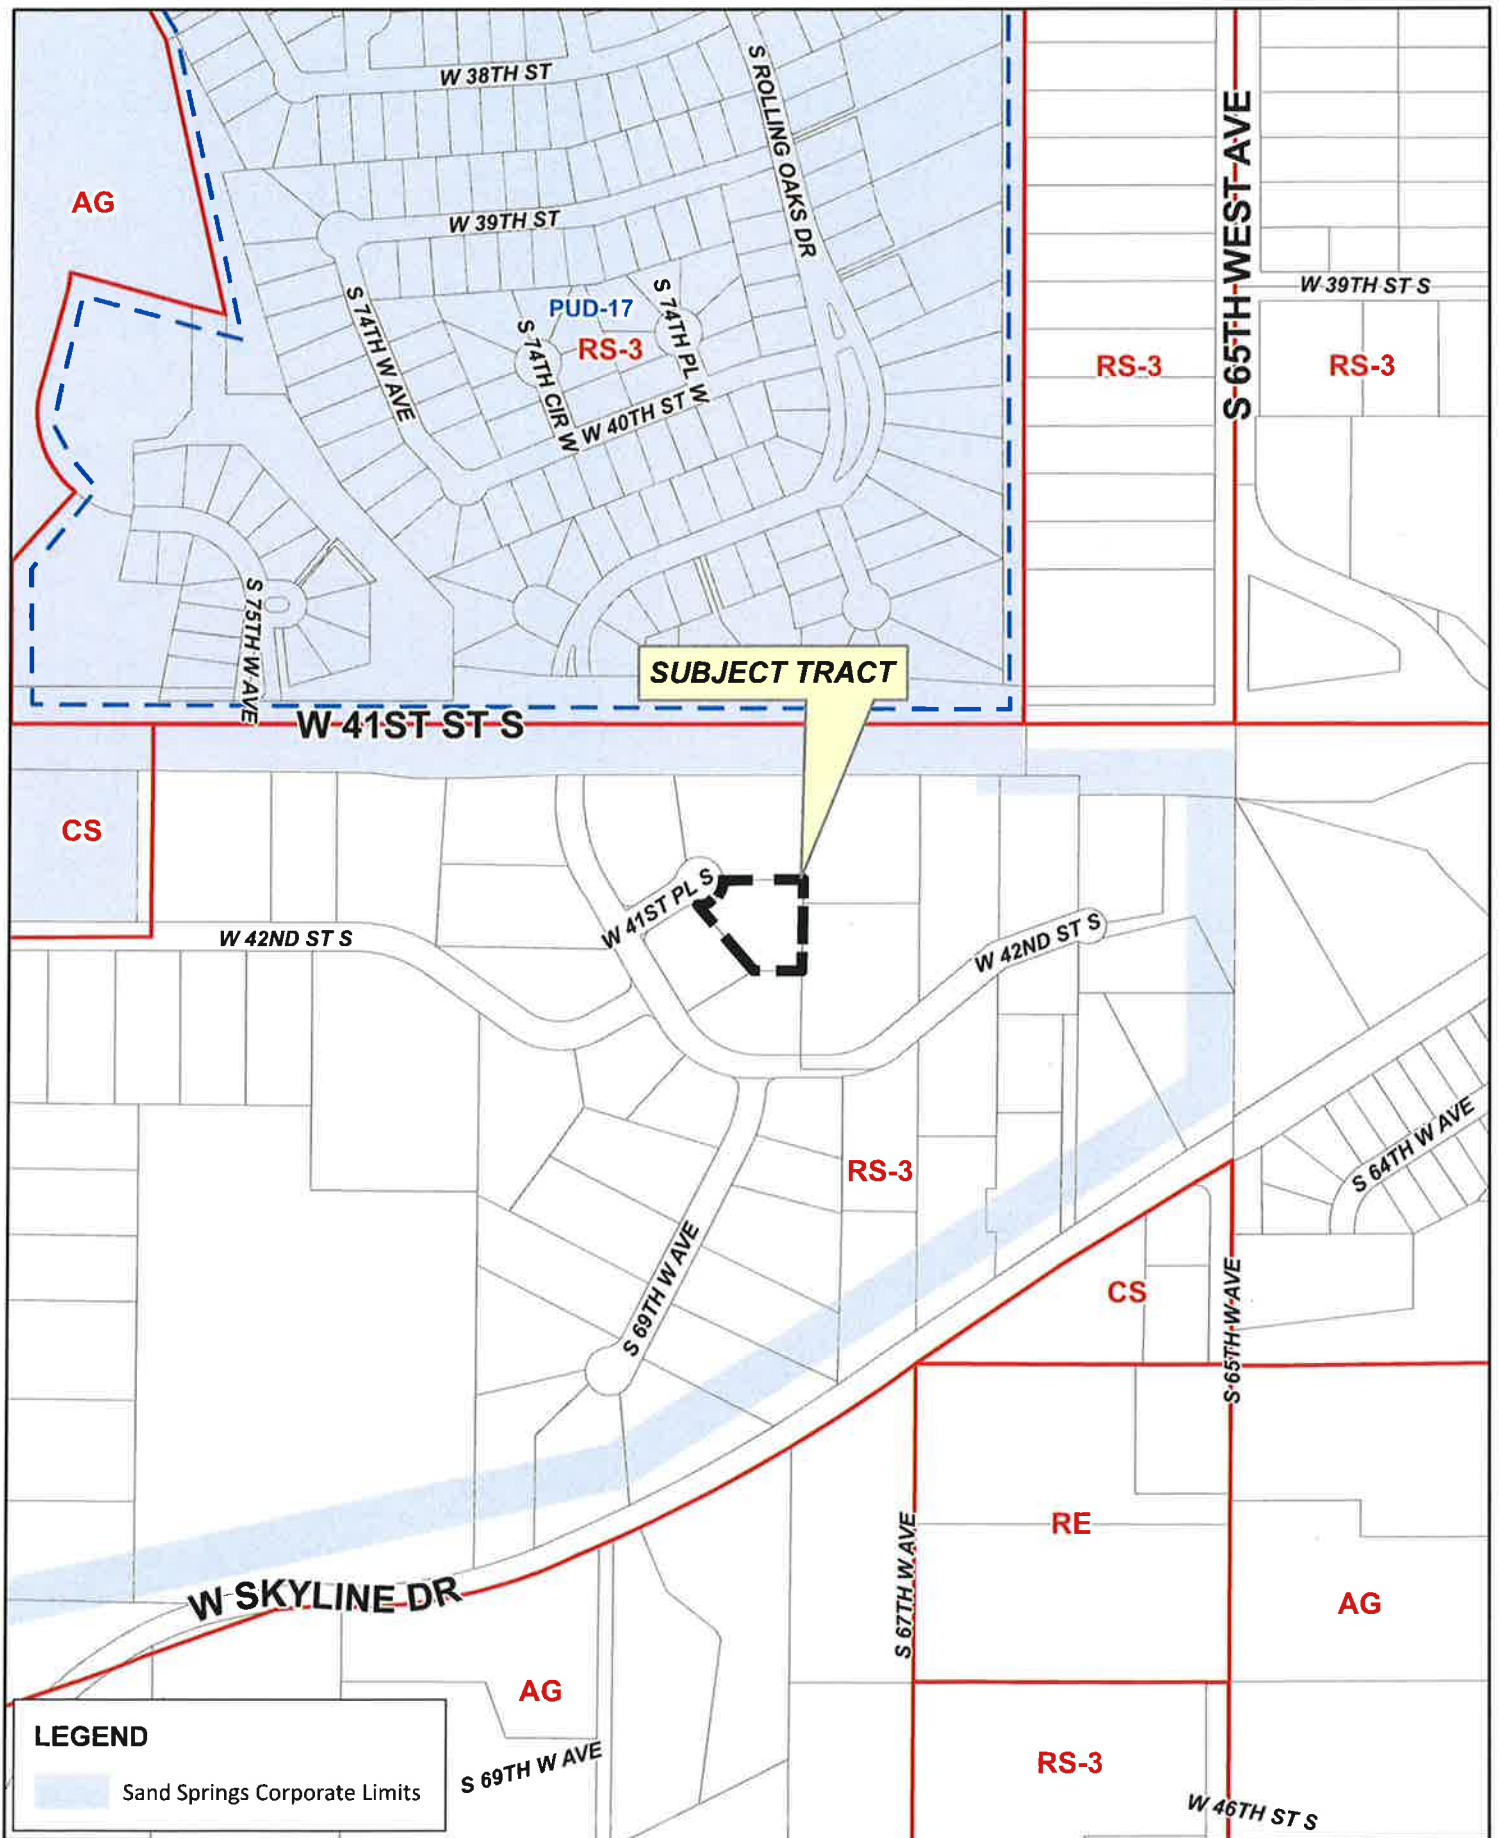 W 38TH ST
S ROLLING OAKS DR
S 65TH WEST AVE
AG
W 39TH ST
W 39TH ST S
S 74TH W AVE
PUD-17
S 74TH PL W
S 74TH CIR W
RS-3
RS-3
RS-3
W 40TH ST
S 75TH W AVE
SUBJECT TRACT
W 41ST ST S
CS
W 41ST PL S
W 42ND ST S
W 42ND ST S
RS-3
S 64TH W AVE
S 69TH W AVE
CS
S 65TH W AVE
RE
S 67TH W AVE
W SKYLINE DR
AG
AG
LEGEND
Sand Springs Corporate Limits
S 69TH W AVE
RS-3
W 46TH ST S